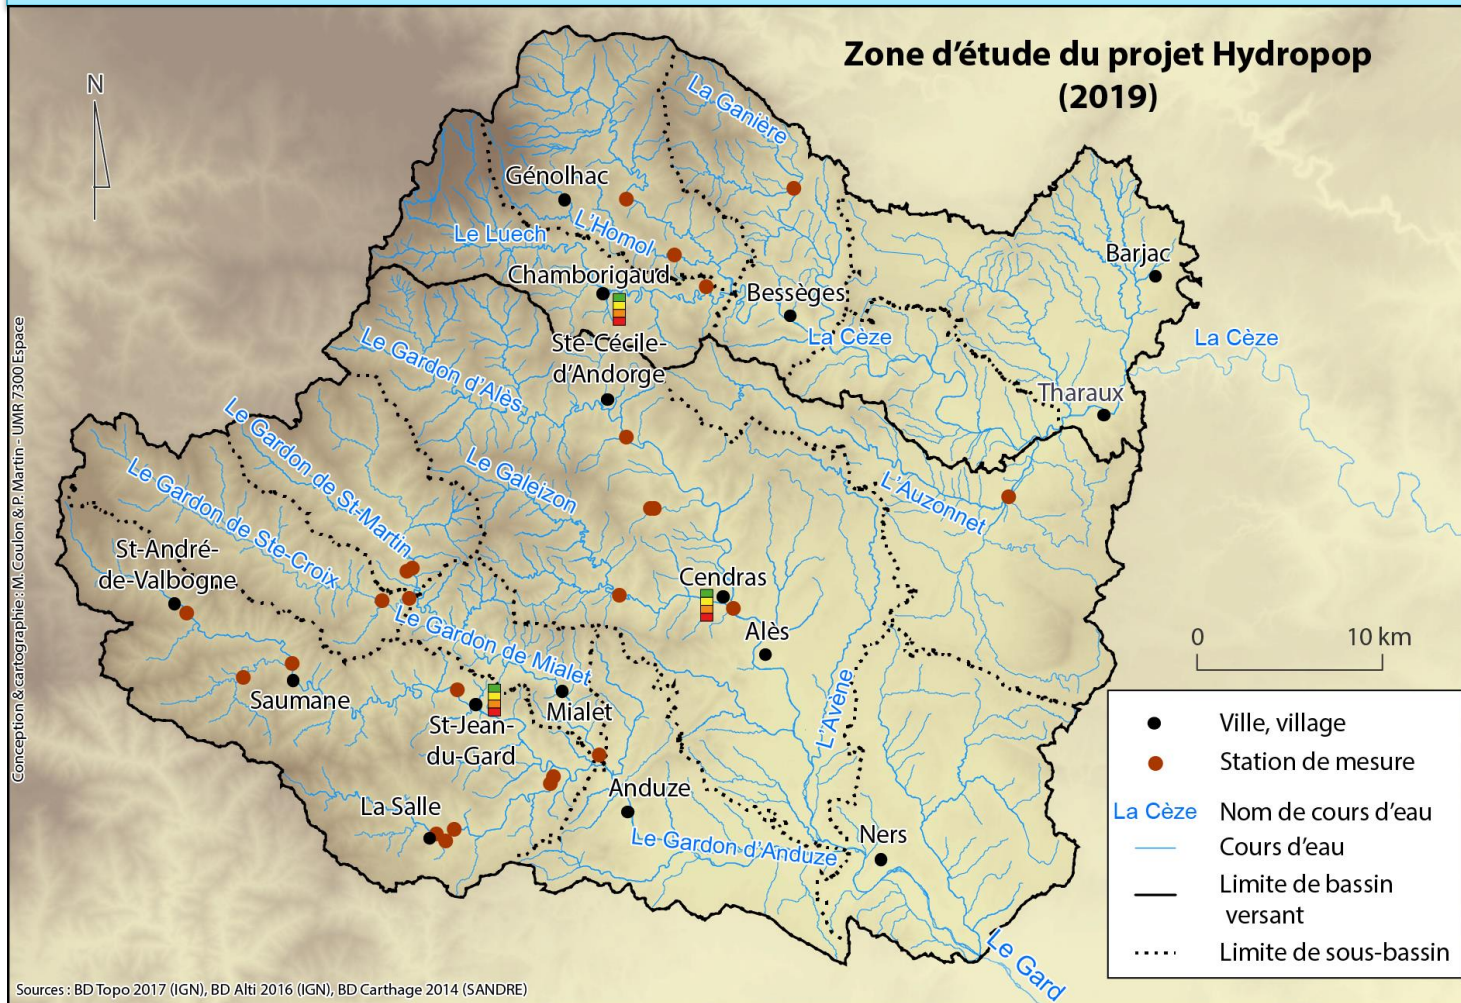 Zone d'étude du projet Hydropop
(2019)
N
La Ganière
Génolhac
L'Homol
Le Luech
Chamborigaud
Barjac
Bessèges
La Cèze
La Cèze
Ste-Cécile-
d'Andorge
Le Gardon d'Alès
Tharaux
Le Gardon de St-Martin
Le Galeizon
L'Auzonnet
Le Gardon de Ste-Croix
St-André-
de-Valbogne
Cendras
Le Gardon de Mialet
Alès
0 10 km
Saumane
Mialet
L'Avène
St-Jean-
du-Gard
Anduze
La Salle
Ners
Le Gardon d'Anduze
Le Gard
Ville, village
Station de mesure
La Cèze Nom de cours d'eau
Cours d'eau
Limite de bassin
versant
Limite de sous-bassin
Conception & cartographie : M. Coulon & P. Martin - UMR 7300 Espace
Sources : BD Topo 2017 (IGN), BD Alti 2016 (IGN), BD Carthage 2014 (SANDRE)